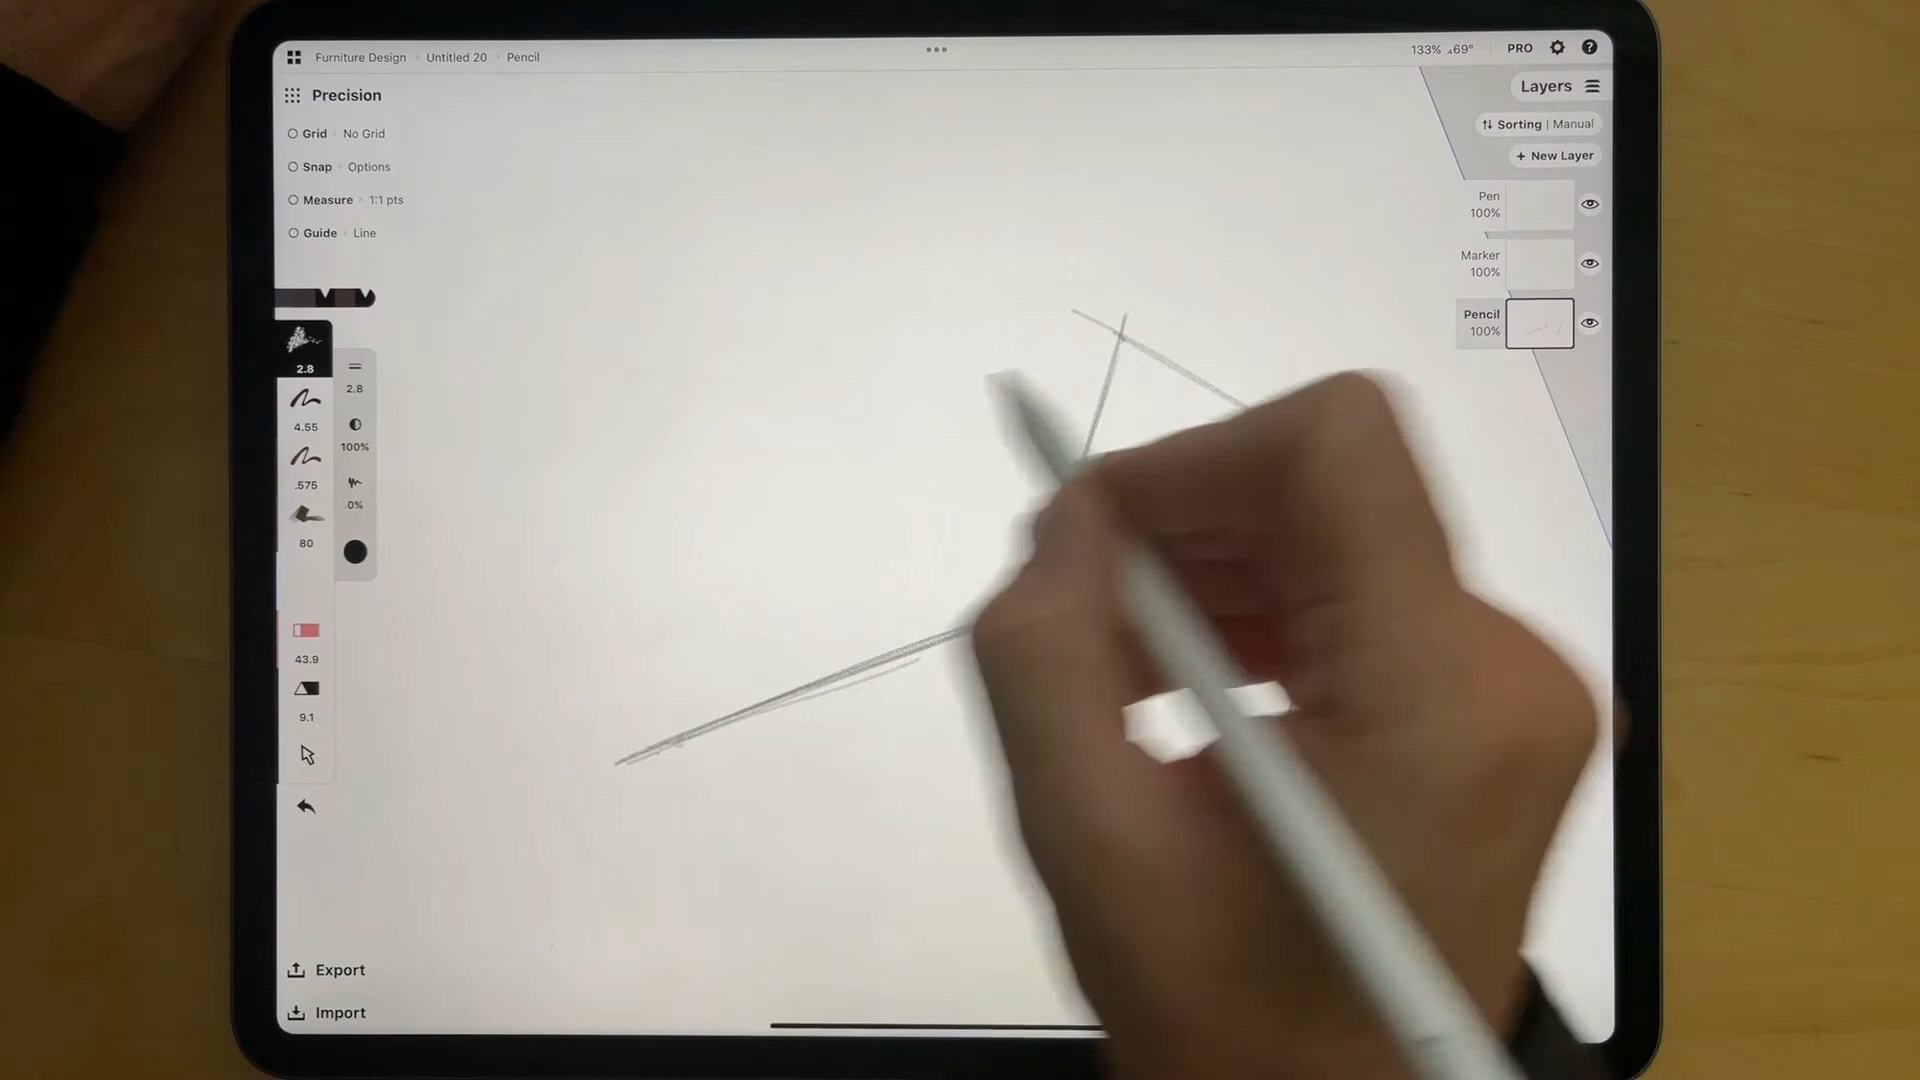 Furniture Design › Untitled 20 › Pencil
133% ⊿69° PRO ?
Precision
Layers
Grid › No Grid
Sorting | Manual
Snap › Options
+ New Layer
Measure › 1:1 pts
Pen
100%
Guide › Line
Marker
100%
Pencil
100%
2.8
2.8
4.55
100%
.575
0%
80
43.9
9.1
Export
Import